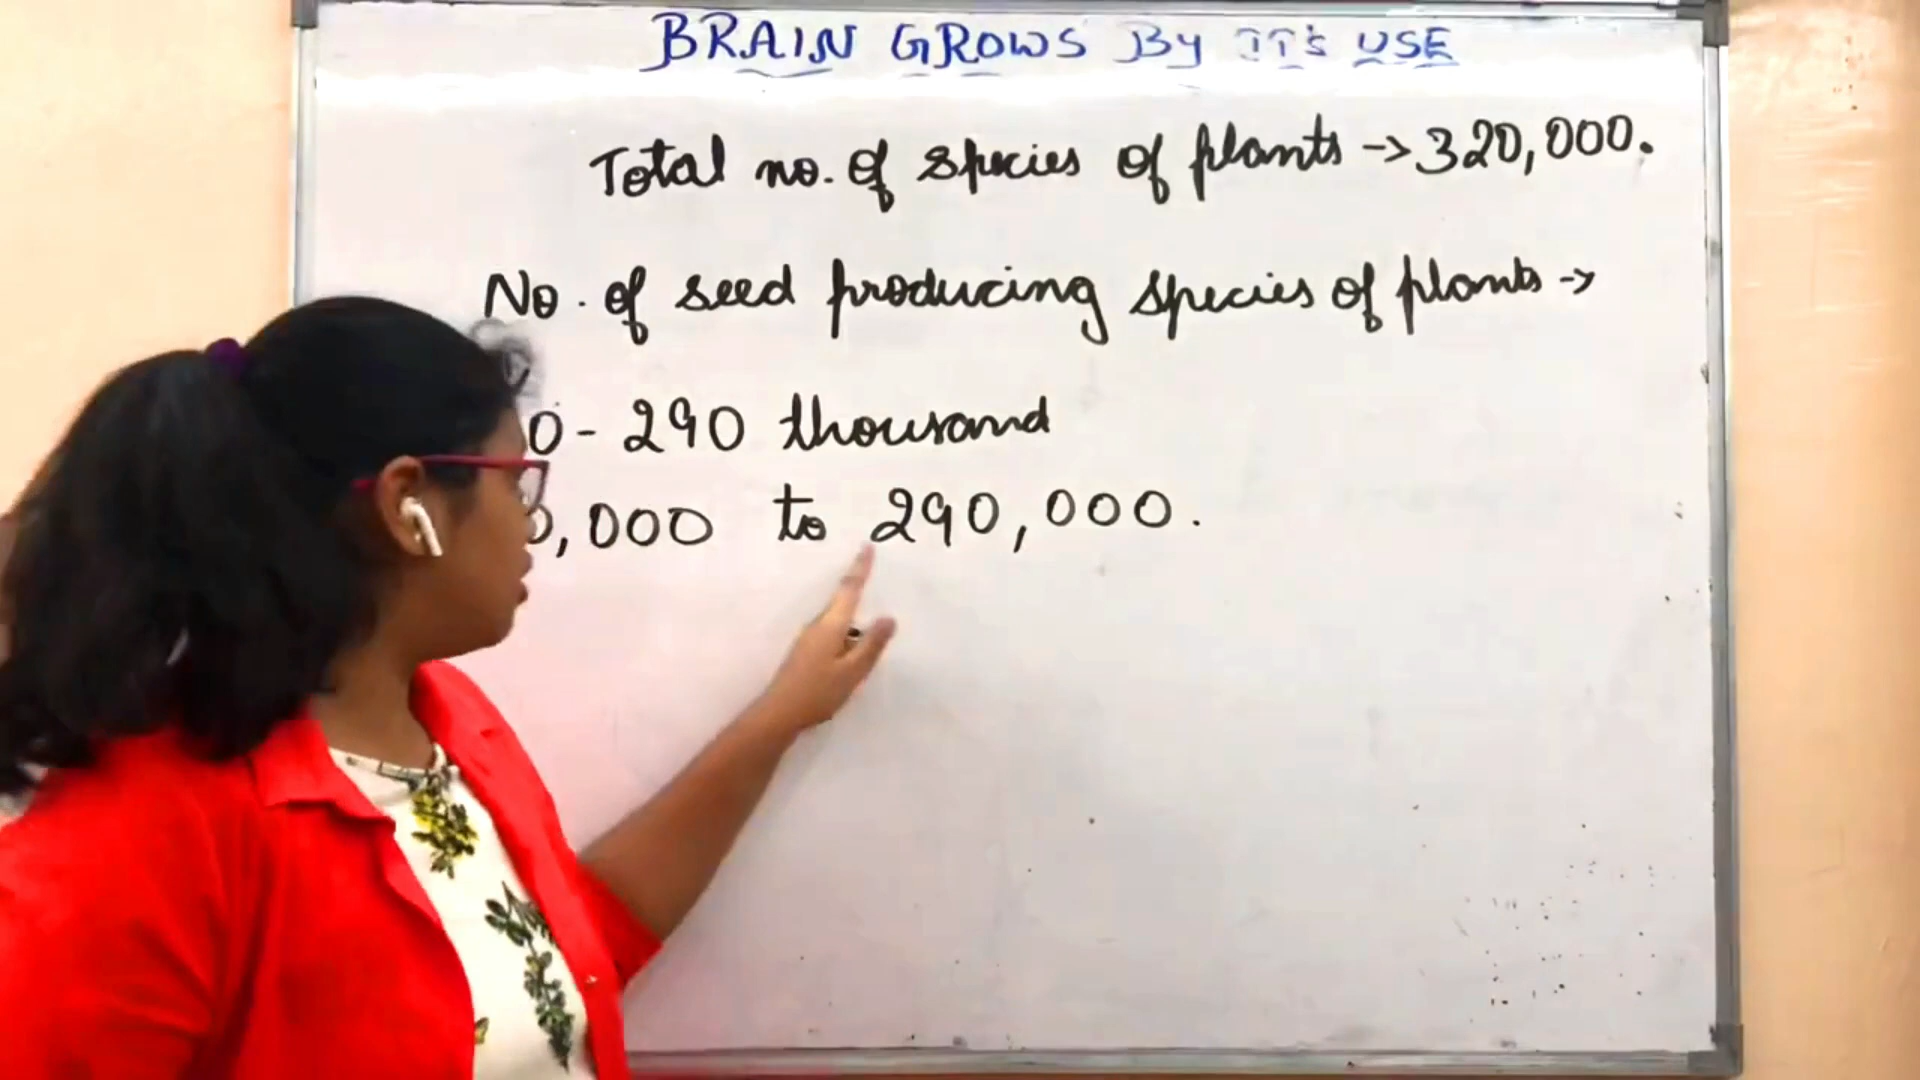 BRAIN GROWS By IT's USE
Total no. of species of plants → 320,000.
No. of seed producing species of plants →
0 - 290 thousand
0,000 to 290,000.